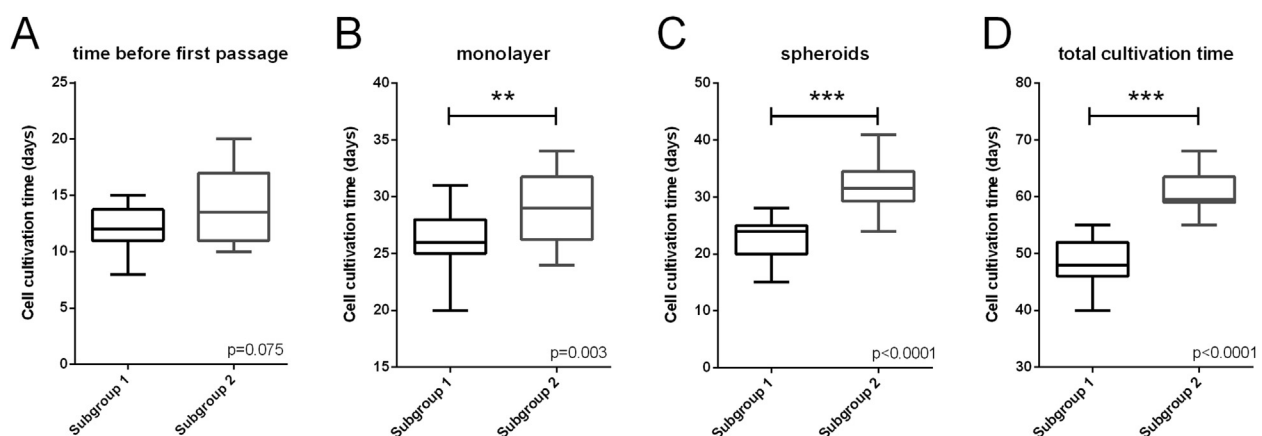 A
time before first passage
Cell cultivation time (days)
25
20
15
10
5
0
p=0.075
Subgroup 1
Subgroup 2
B
monolayer
Cell cultivation time (days)
40
35
30
25
20
15
**
p=0.003
Subgroup 1
Subgroup 2
C
spheroids
Cell cultivation time (days)
50
40
30
20
10
0
***
p<0.0001
Subgroup 1
Subgroup 2
D
total cultivation time
Cell cultivation time (days)
80
70
60
50
40
30
***
p<0.0001
Subgroup 1
Subgroup 2